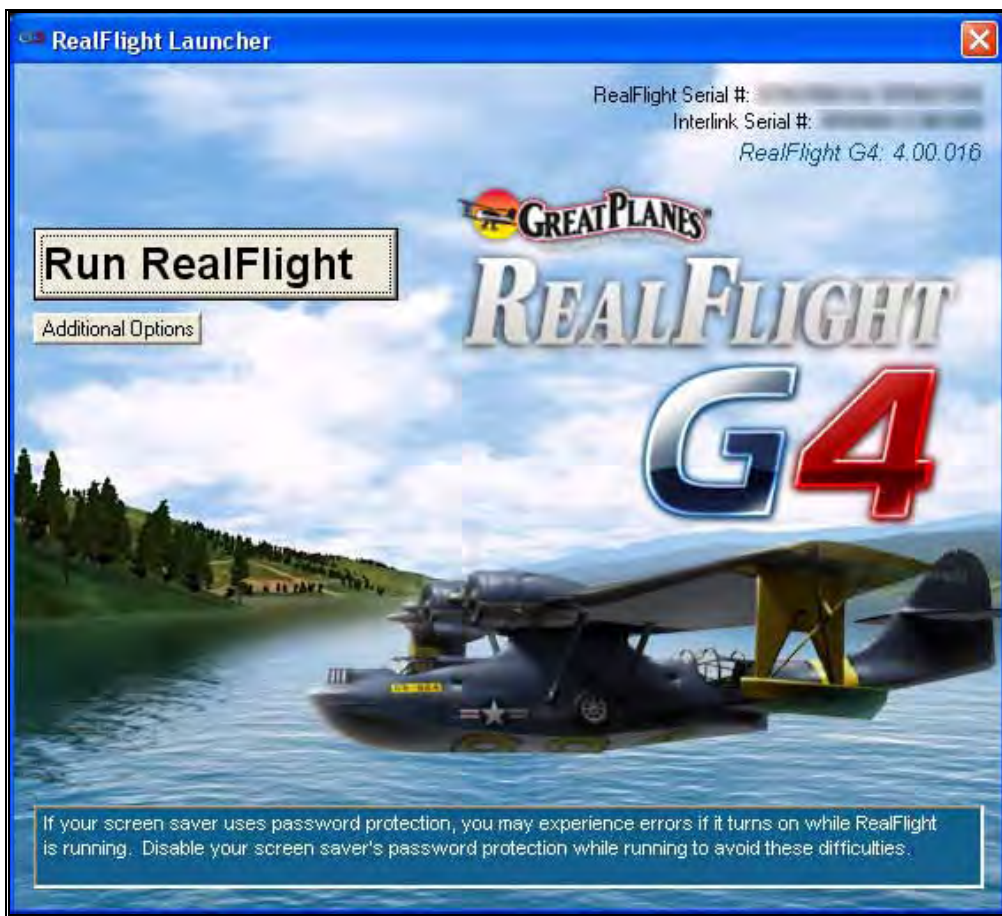 RealFlight Launcher
RealFlight Serial #:
Interlink Serial #:
RealFlight G4: 4.00.016
GREAT PLANES®
Run RealFlight
REALFLIGHT
Additional Options
G4
If your screen saver uses password protection, you may experience errors if it turns on while RealFlight
is running. Disable your screen saver's password protection while running to avoid these difficulties.